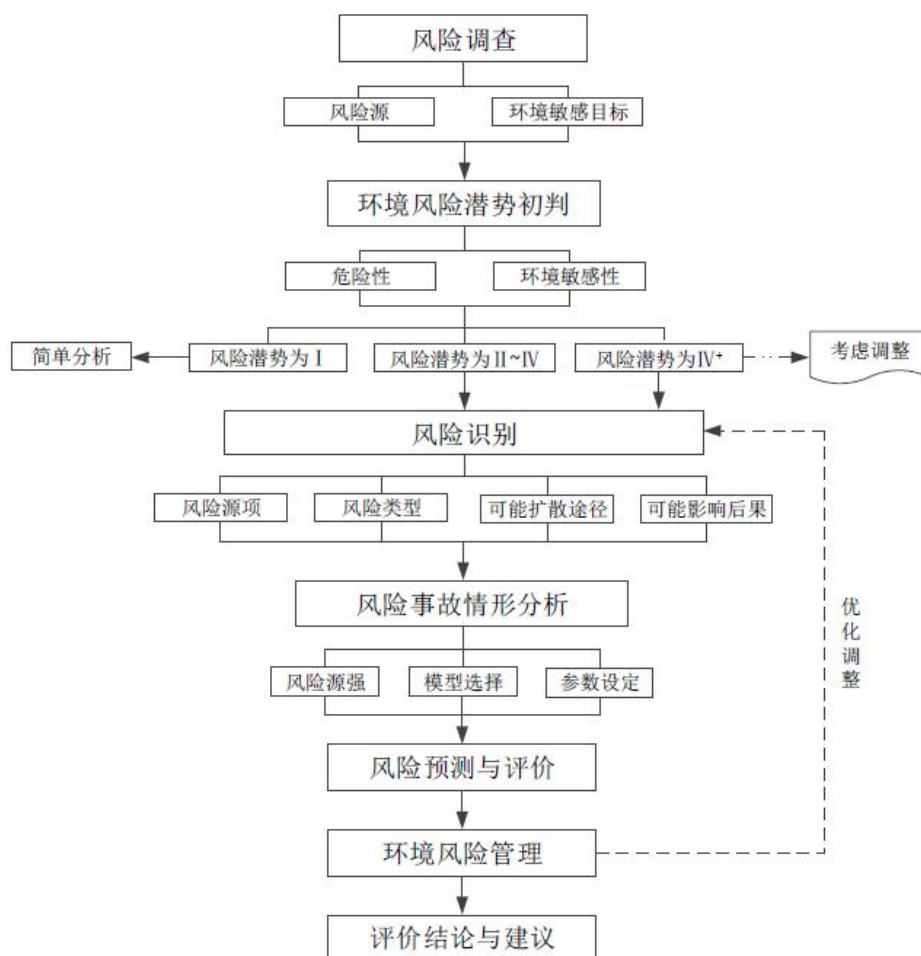 风险调查
风险源
环境敏感目标
环境风险潜势初判
危险性
环境敏感性
简单分析
风险潜势为Ⅰ
风险潜势为Ⅱ~Ⅳ
风险潜势为Ⅳ⁺
考虑调整
风险识别
风险源项
风险类型
可能扩散途径
可能影响后果
风险事故情形分析
风险源强
模型选择
参数设定
优化调整
风险预测与评价
环境风险管理
评价结论与建议